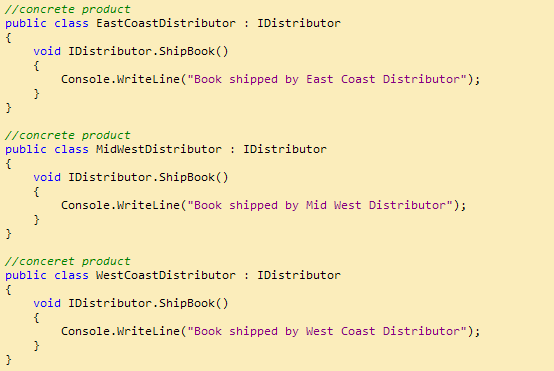 //concrete product
public class EastCoastDistributor : IDistributor
{
    void IDistributor.ShipBook()
    {
        Console.WriteLine("Book shipped by East Coast Distributor");
    }
}
//concrete product
public class MidWestDistributor : IDistributor
{
    void IDistributor.ShipBook()
    {
        Console.WriteLine("Book shipped by Mid West Distributor");
    }
}
//conceret product
public class WestCoastDistributor : IDistributor
{
    void IDistributor.ShipBook()
    {
        Console.WriteLine("Book shipped by West Coast Distributor");
    }
}